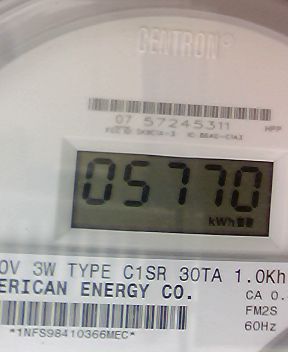 CENTRON®
07 57245311
HPP
05770
kWh
0V 3W TYPE C1SR 30TA 1.0Kh
ERICAN ENERGY CO.
CA 0.
FM2S
60Hz
*1NFS98410366MEC*